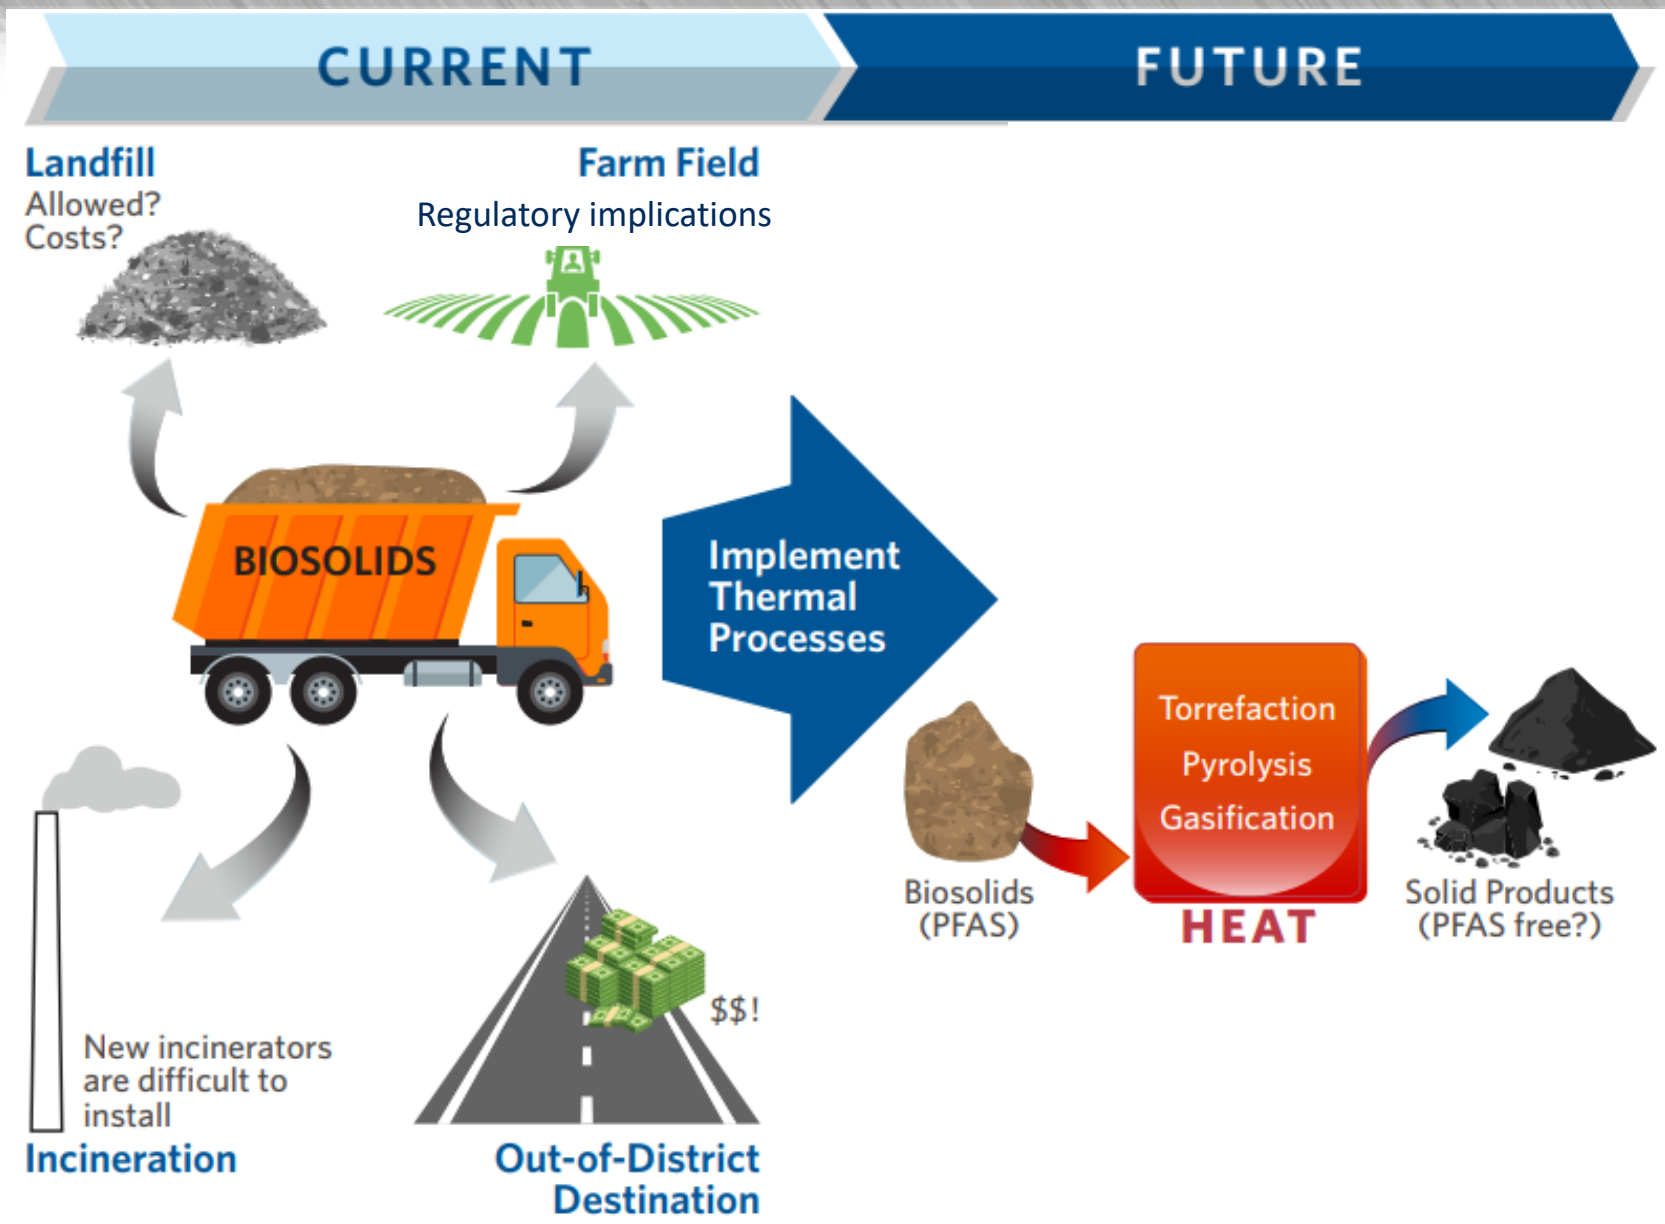 CURRENT
FUTURE
Landfill
Allowed?
Costs?
Farm Field
Regulatory implications
BIOSOLIDS
Implement
Thermal
Processes
New incinerators
are difficult to
install
Incineration
$$!
Out-of-District
Destination
Biosolids
(PFAS)
Torrefaction
Pyrolysis
Gasification
HEAT
Solid Products
(PFAS free?)